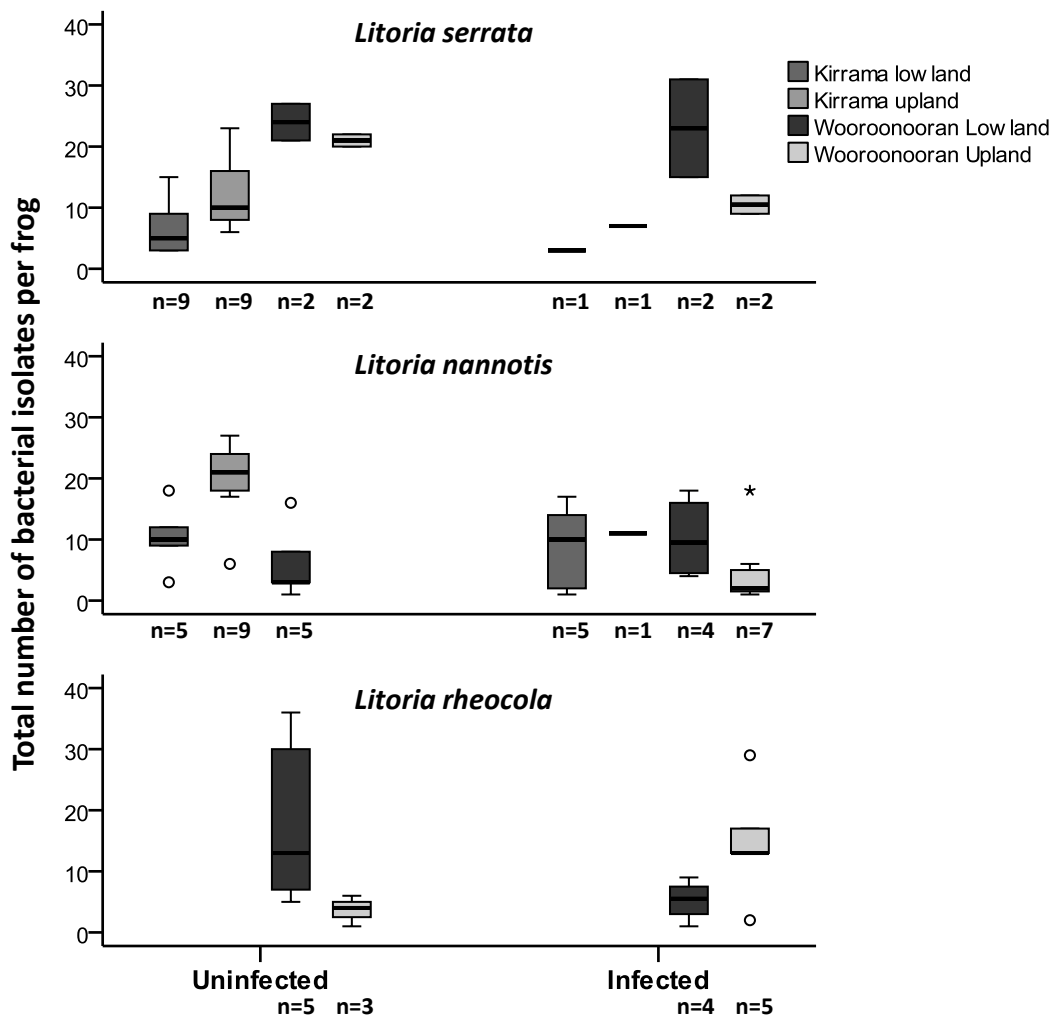 Total number of bacterial isolates per frog
Litoria serrata
40
30
20
10
0
Kirrama low land
Kirrama upland
Wooroonooran Low land
Wooroonooran Upland
n=9 n=9 n=2 n=2 n=1 n=1 n=2 n=2
Litoria nannotis
40
30
20
10
0
*
n=5 n=9 n=5 n=5 n=1 n=4 n=7
Litoria rheocola
40
30
20
10
0
Uninfected Infected
n=5 n=3 n=4 n=5